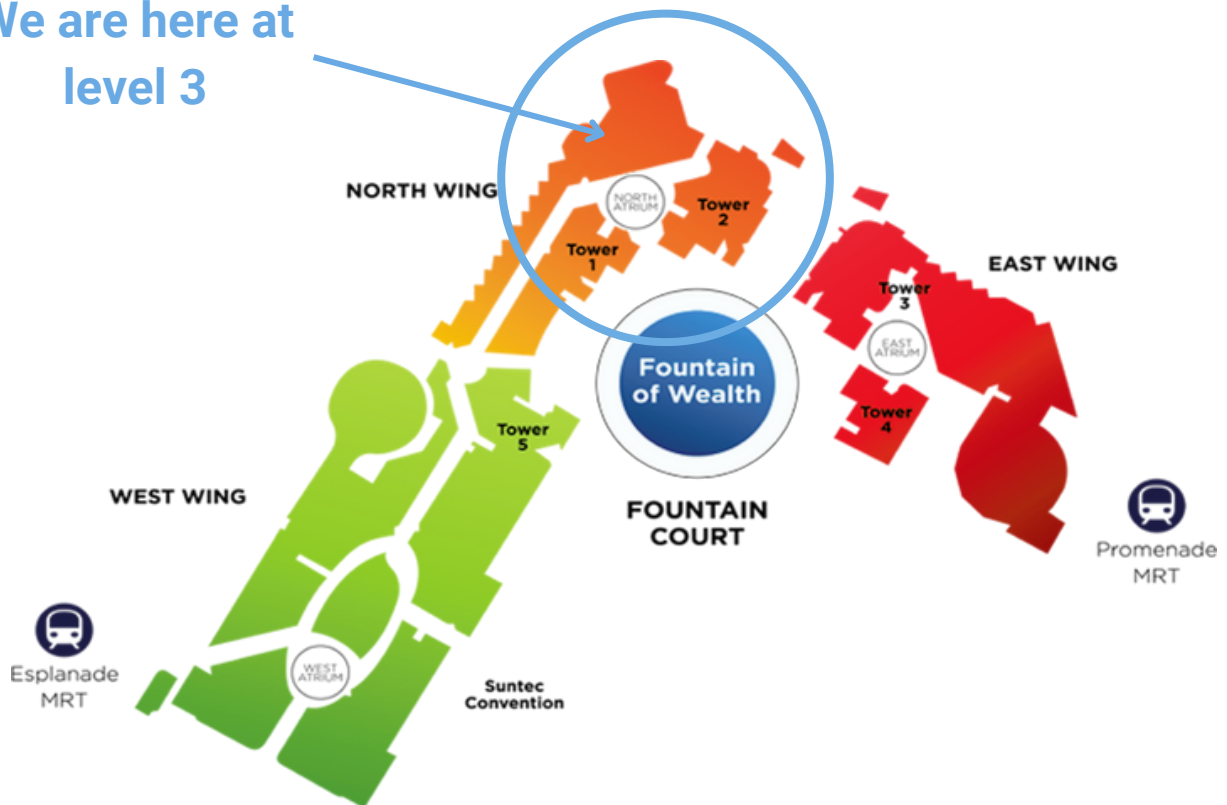 We are here at
level 3
NORTH WING
NORTH
ATRIUM
Tower
2
Tower
1
EAST WING
Tower
3
EAST
ATRIUM
Fountain
of Wealth
Tower
4
Tower
5
WEST WING
FOUNTAIN
COURT
Promenade
MRT
Esplanade
MRT
WEST
ATRIUM
Suntec
Convention